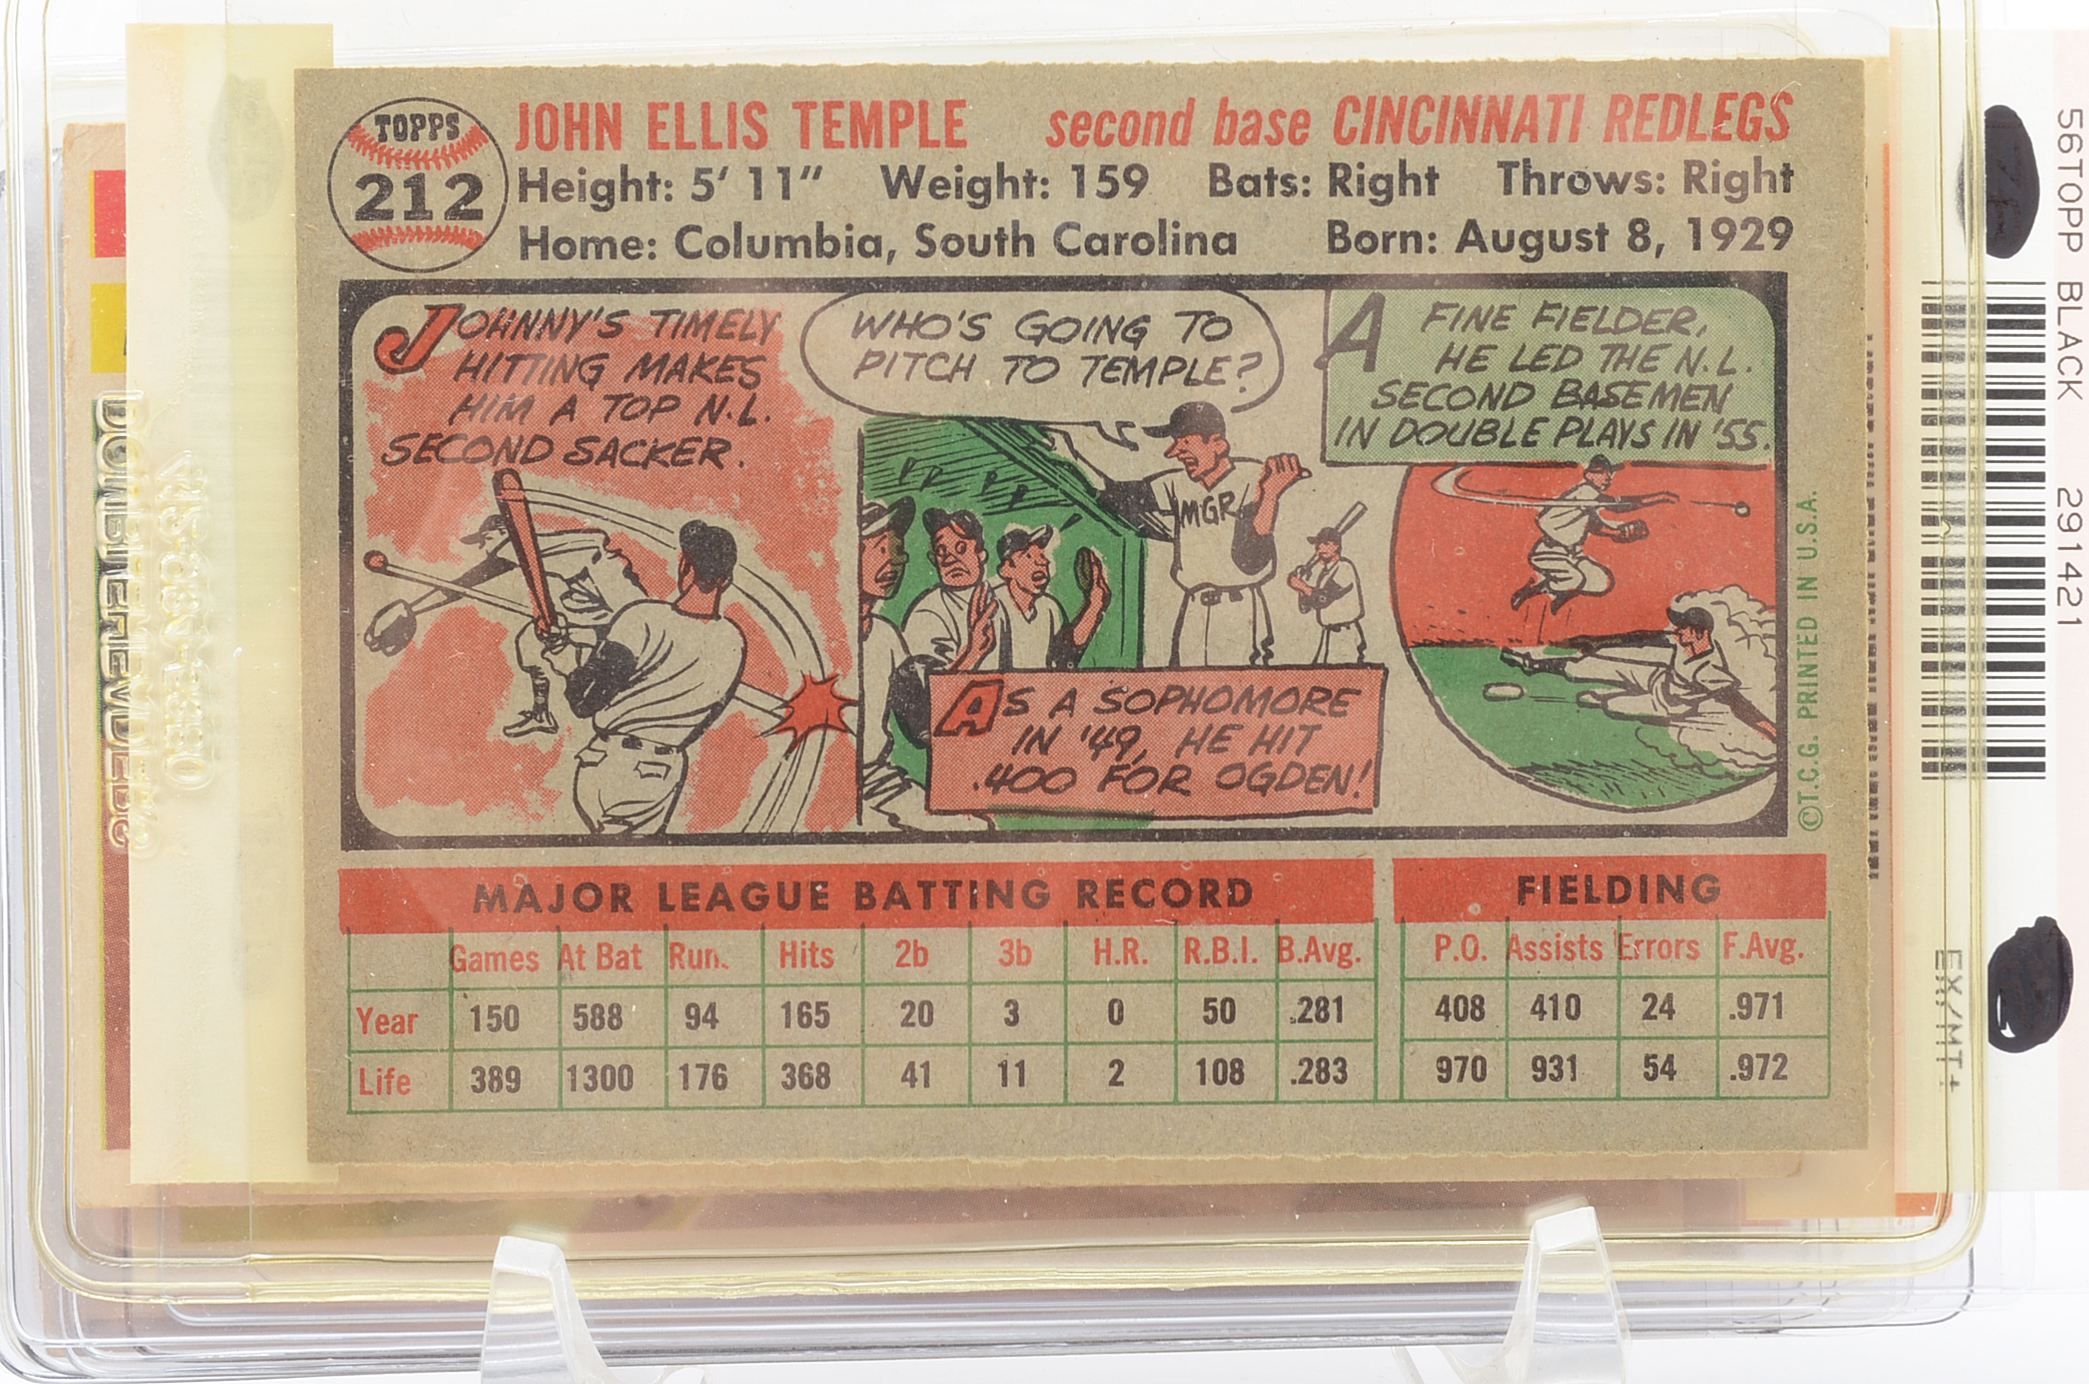 TOPPS
212
JOHN ELLIS TEMPLE second base CINCINNATI REDLEGS
Height: 5' 11" Weight: 159 Bats: Right Throws: Right
Home: Columbia, South Carolina Born: August 8, 1929
JOHNNY'S TIMELY
HITTING MAKES
HIM A TOP N.L.
SECOND SACKER.
WHO'S GOING TO
PITCH TO TEMPLE?
MGR
AS A SOPHOMORE
IN '49, HE HIT
.400 FOR OGDEN!
A FINE FIELDER,
HE LED THE N.L.
SECOND BASEMEN
IN DOUBLE PLAYS IN '55.
©T.C.G. PRINTED IN U.S.A.
MAJOR LEAGUE BATTING RECORD FIELDING
Games At Bat Run. Hits 2b 3b H.R. R.B.I. B.Avg. P.O. Assists Errors F.Avg.
Year 150 588 94 165 20 3 0 50 .281 408 410 24 .971
Life 389 1300 176 368 41 11 2 108 .283 970 931 54 .972
56TOPP BLACK 291421
EX/MT+